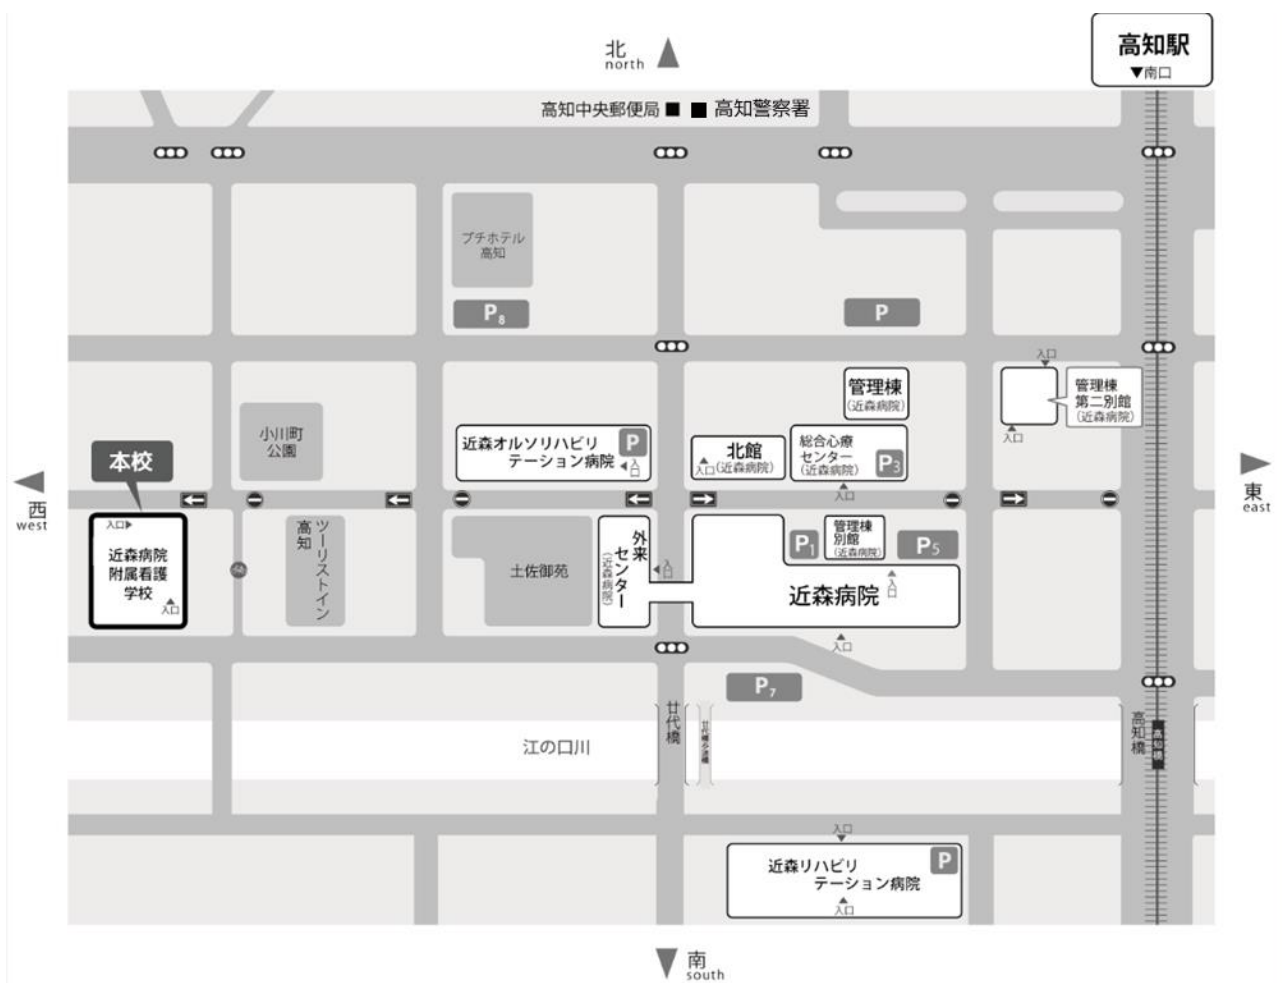 高知駅
▼南口
北
north
高知中央郵便局 ■ ■ 高知警察署
プチホテル
高知
P8
P
入口
管理棟
(近森病院)
管理棟
第二別館
(近森病院)
入口
小川町
公園
近森オルソリハビリ
テーション病院
P
入口
北館
入口
(近森病院)
総合心療
センター
(近森病院)
P3
入口
本校
西
west
東
east
入口
近森病院
附属看護
学校
入口
ツーリストイン
高知
土佐御苑
外来
センター
(近森病院)
入口
P1
管理棟
別館
(近森病院)
P5
近森病院
入口
入口
P7
廿代橋
高知橋
高知橋
江の口川
入口
近森リハビリ
テーション病院
P
入口
南
south